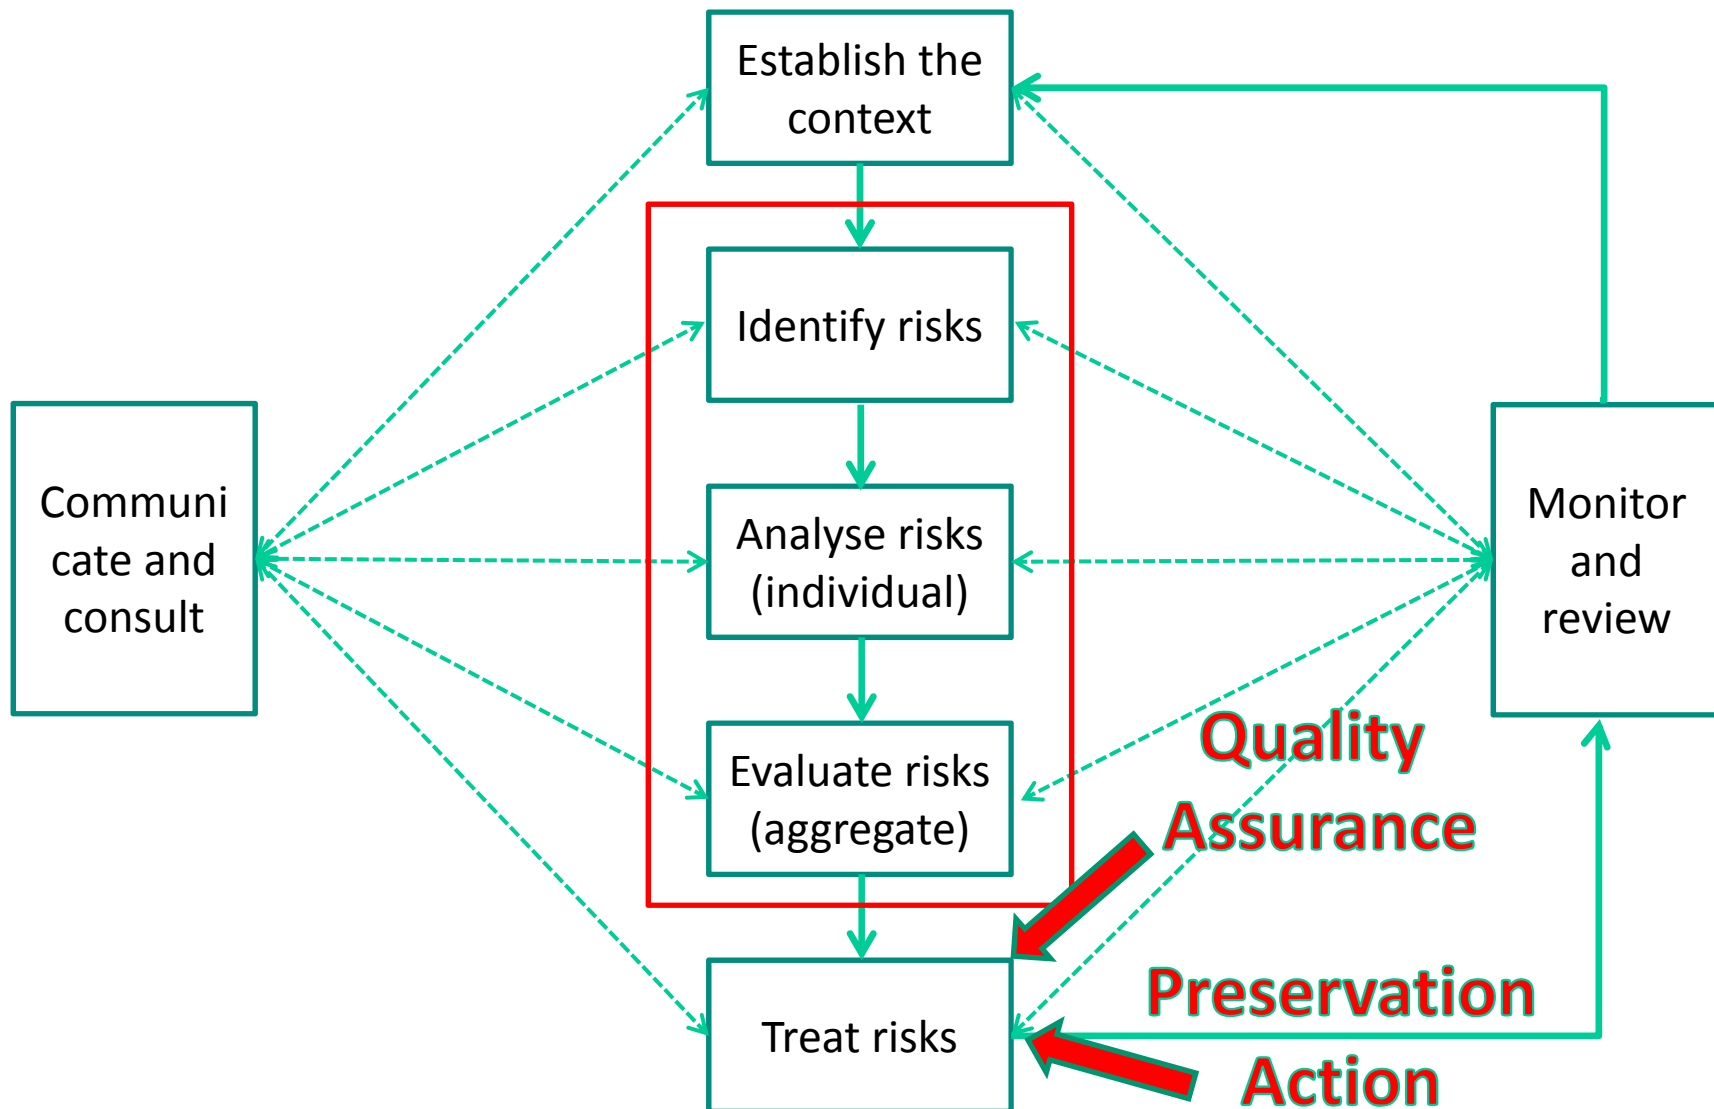 Establish the
context
Identify risks
Communi
cate and
consult
Analyse risks
(individual)
Monitor
and
review
Evaluate risks
(aggregate)
Quality
Assurance
Treat risks
Preservation
Action